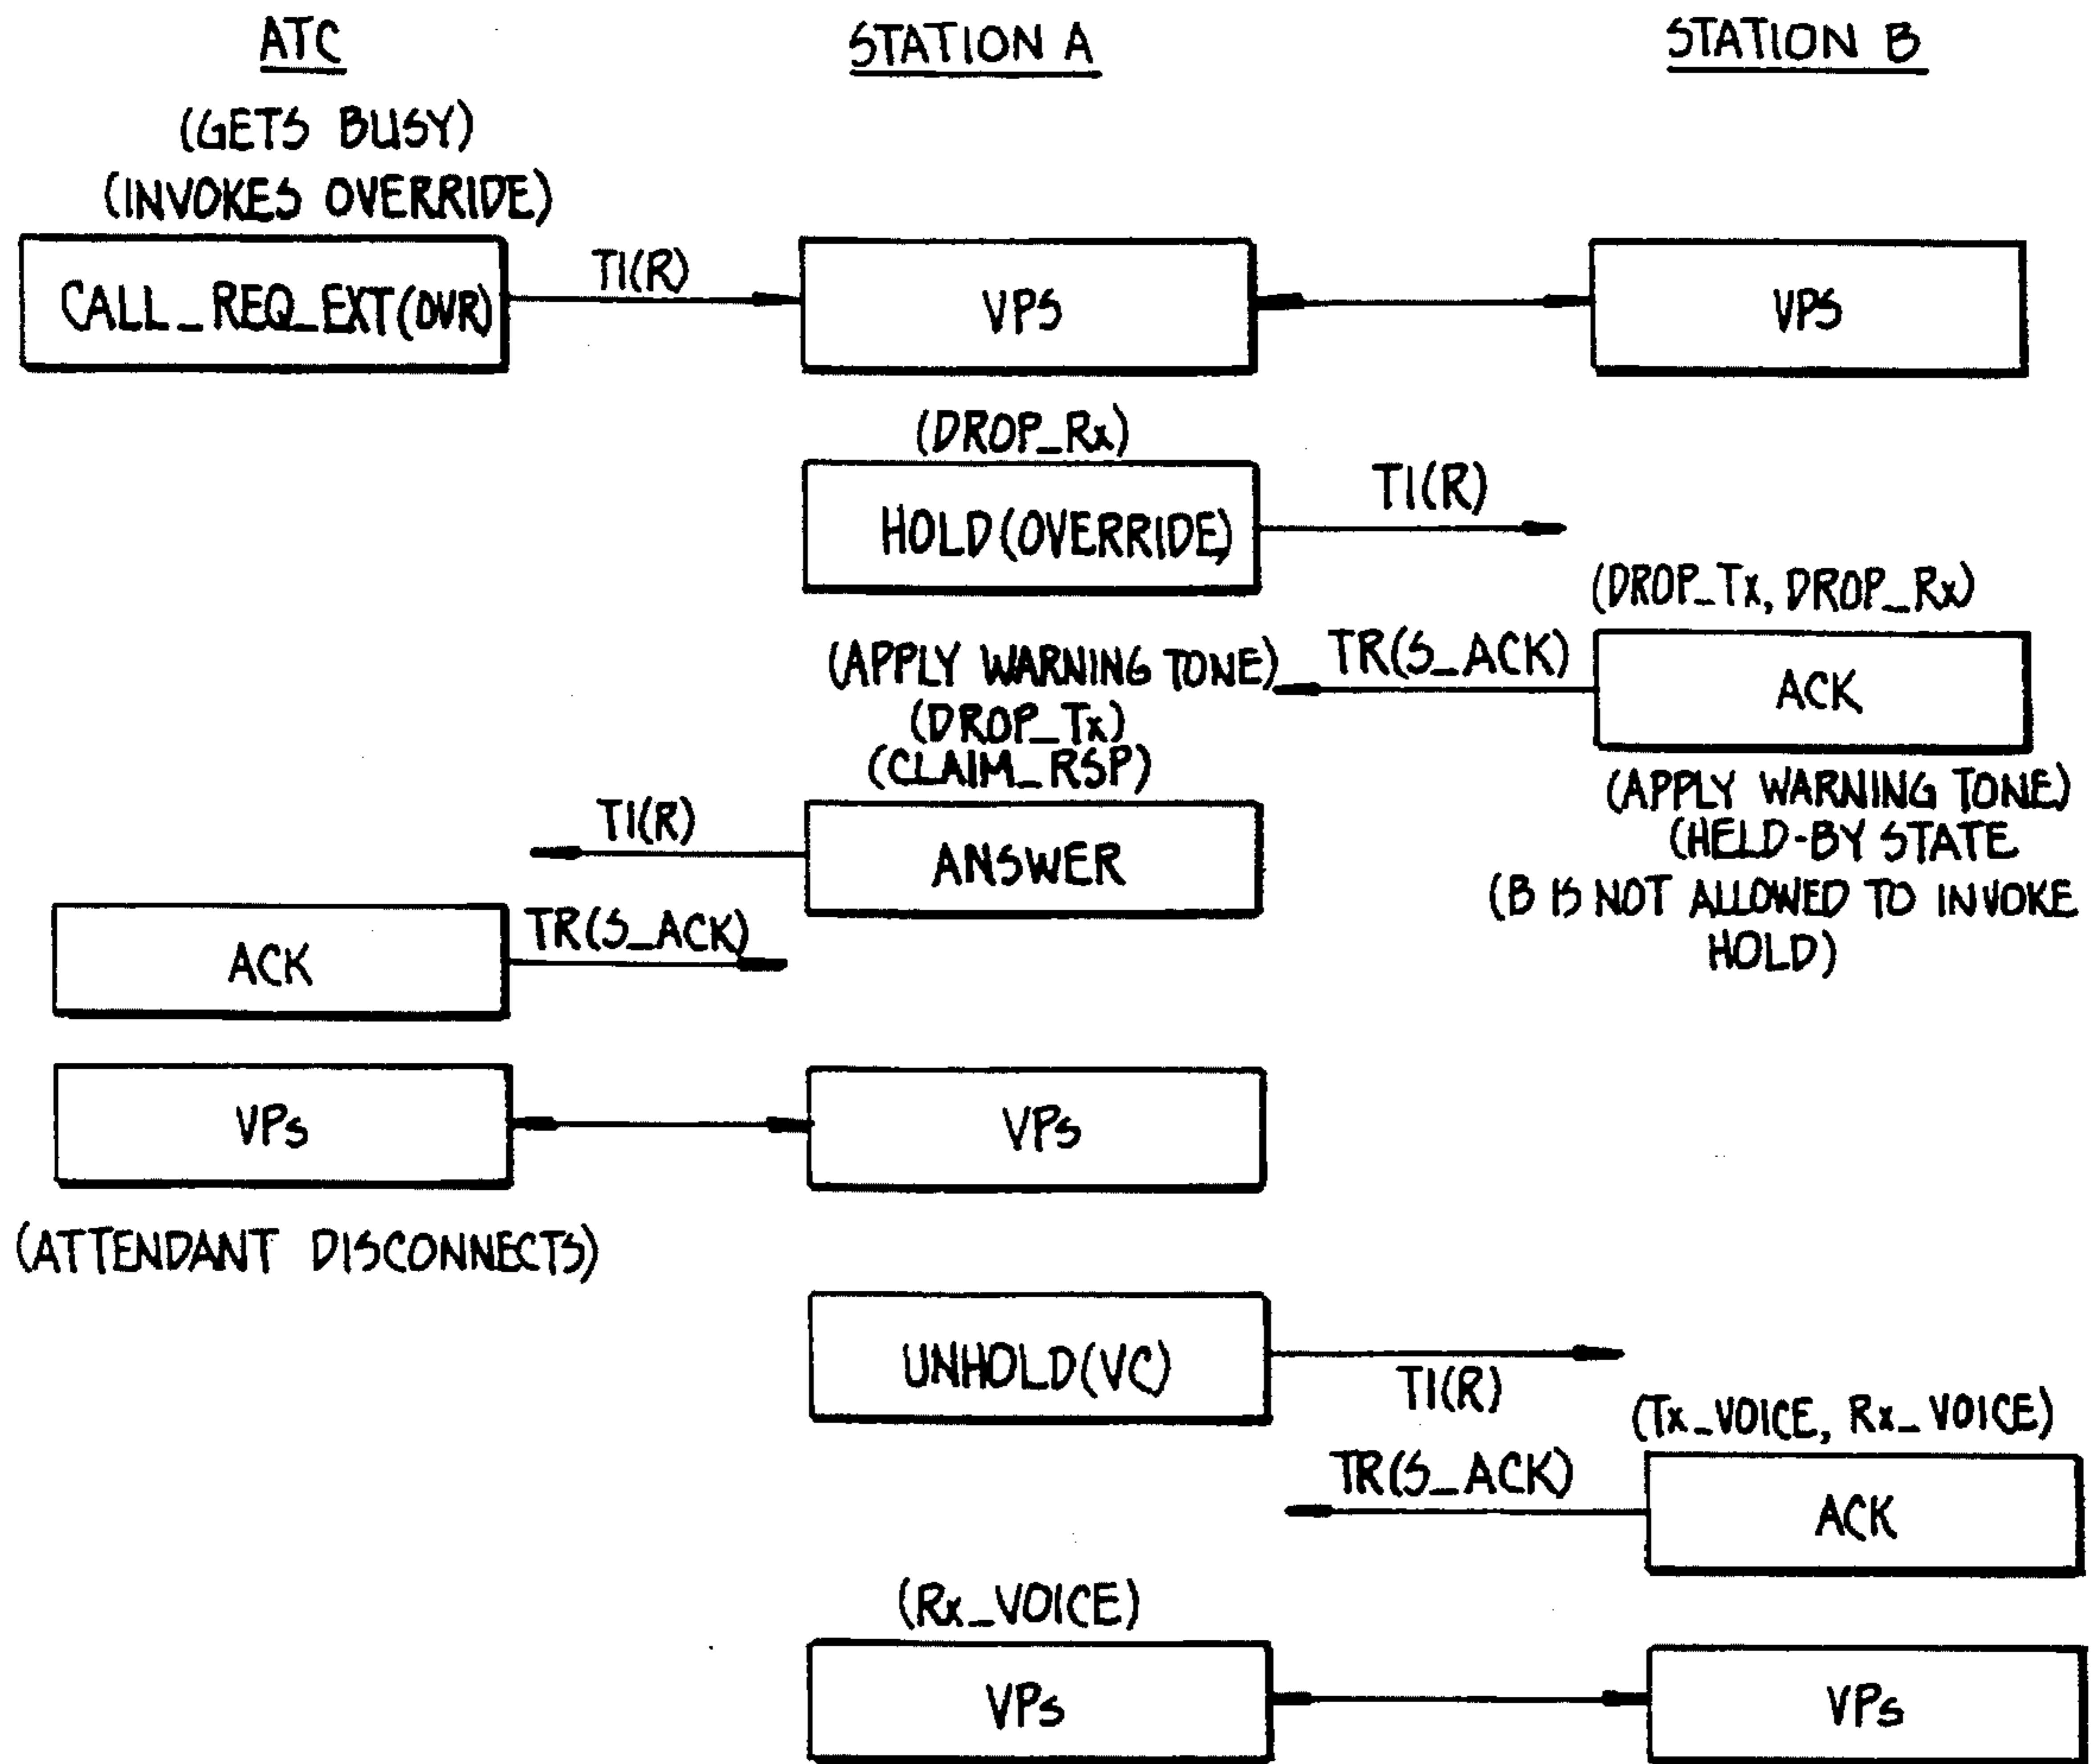 ATC
STATION A
STATION B
(GETS BUSY)
(INVOKES OVERRIDE)
CALL_REQ_EXT(OVR)
TI(R)
VPS
VPS
(DROP_Rx)
HOLD(OVERRIDE)
TI(R)
(DROP_Tx, DROP_Rx)
(APPLY WARNING TONE)
TR(S_ACK)
ACK
(DROP_Tx)
(CLAIM_RSP)
(APPLY WARNING TONE)
TI(R)
ANSWER
(HELD-BY STATE
(B IS NOT ALLOWED TO INVOKE
HOLD)
ACK
TR(S_ACK)
VPs
VPs
(ATTENDANT DISCONNECTS)
UNHOLD(VC)
TI(R)
(Tx_VOICE, Rx_VOICE)
TR(S_ACK)
ACK
(Rx_VOICE)
VPs
VPs